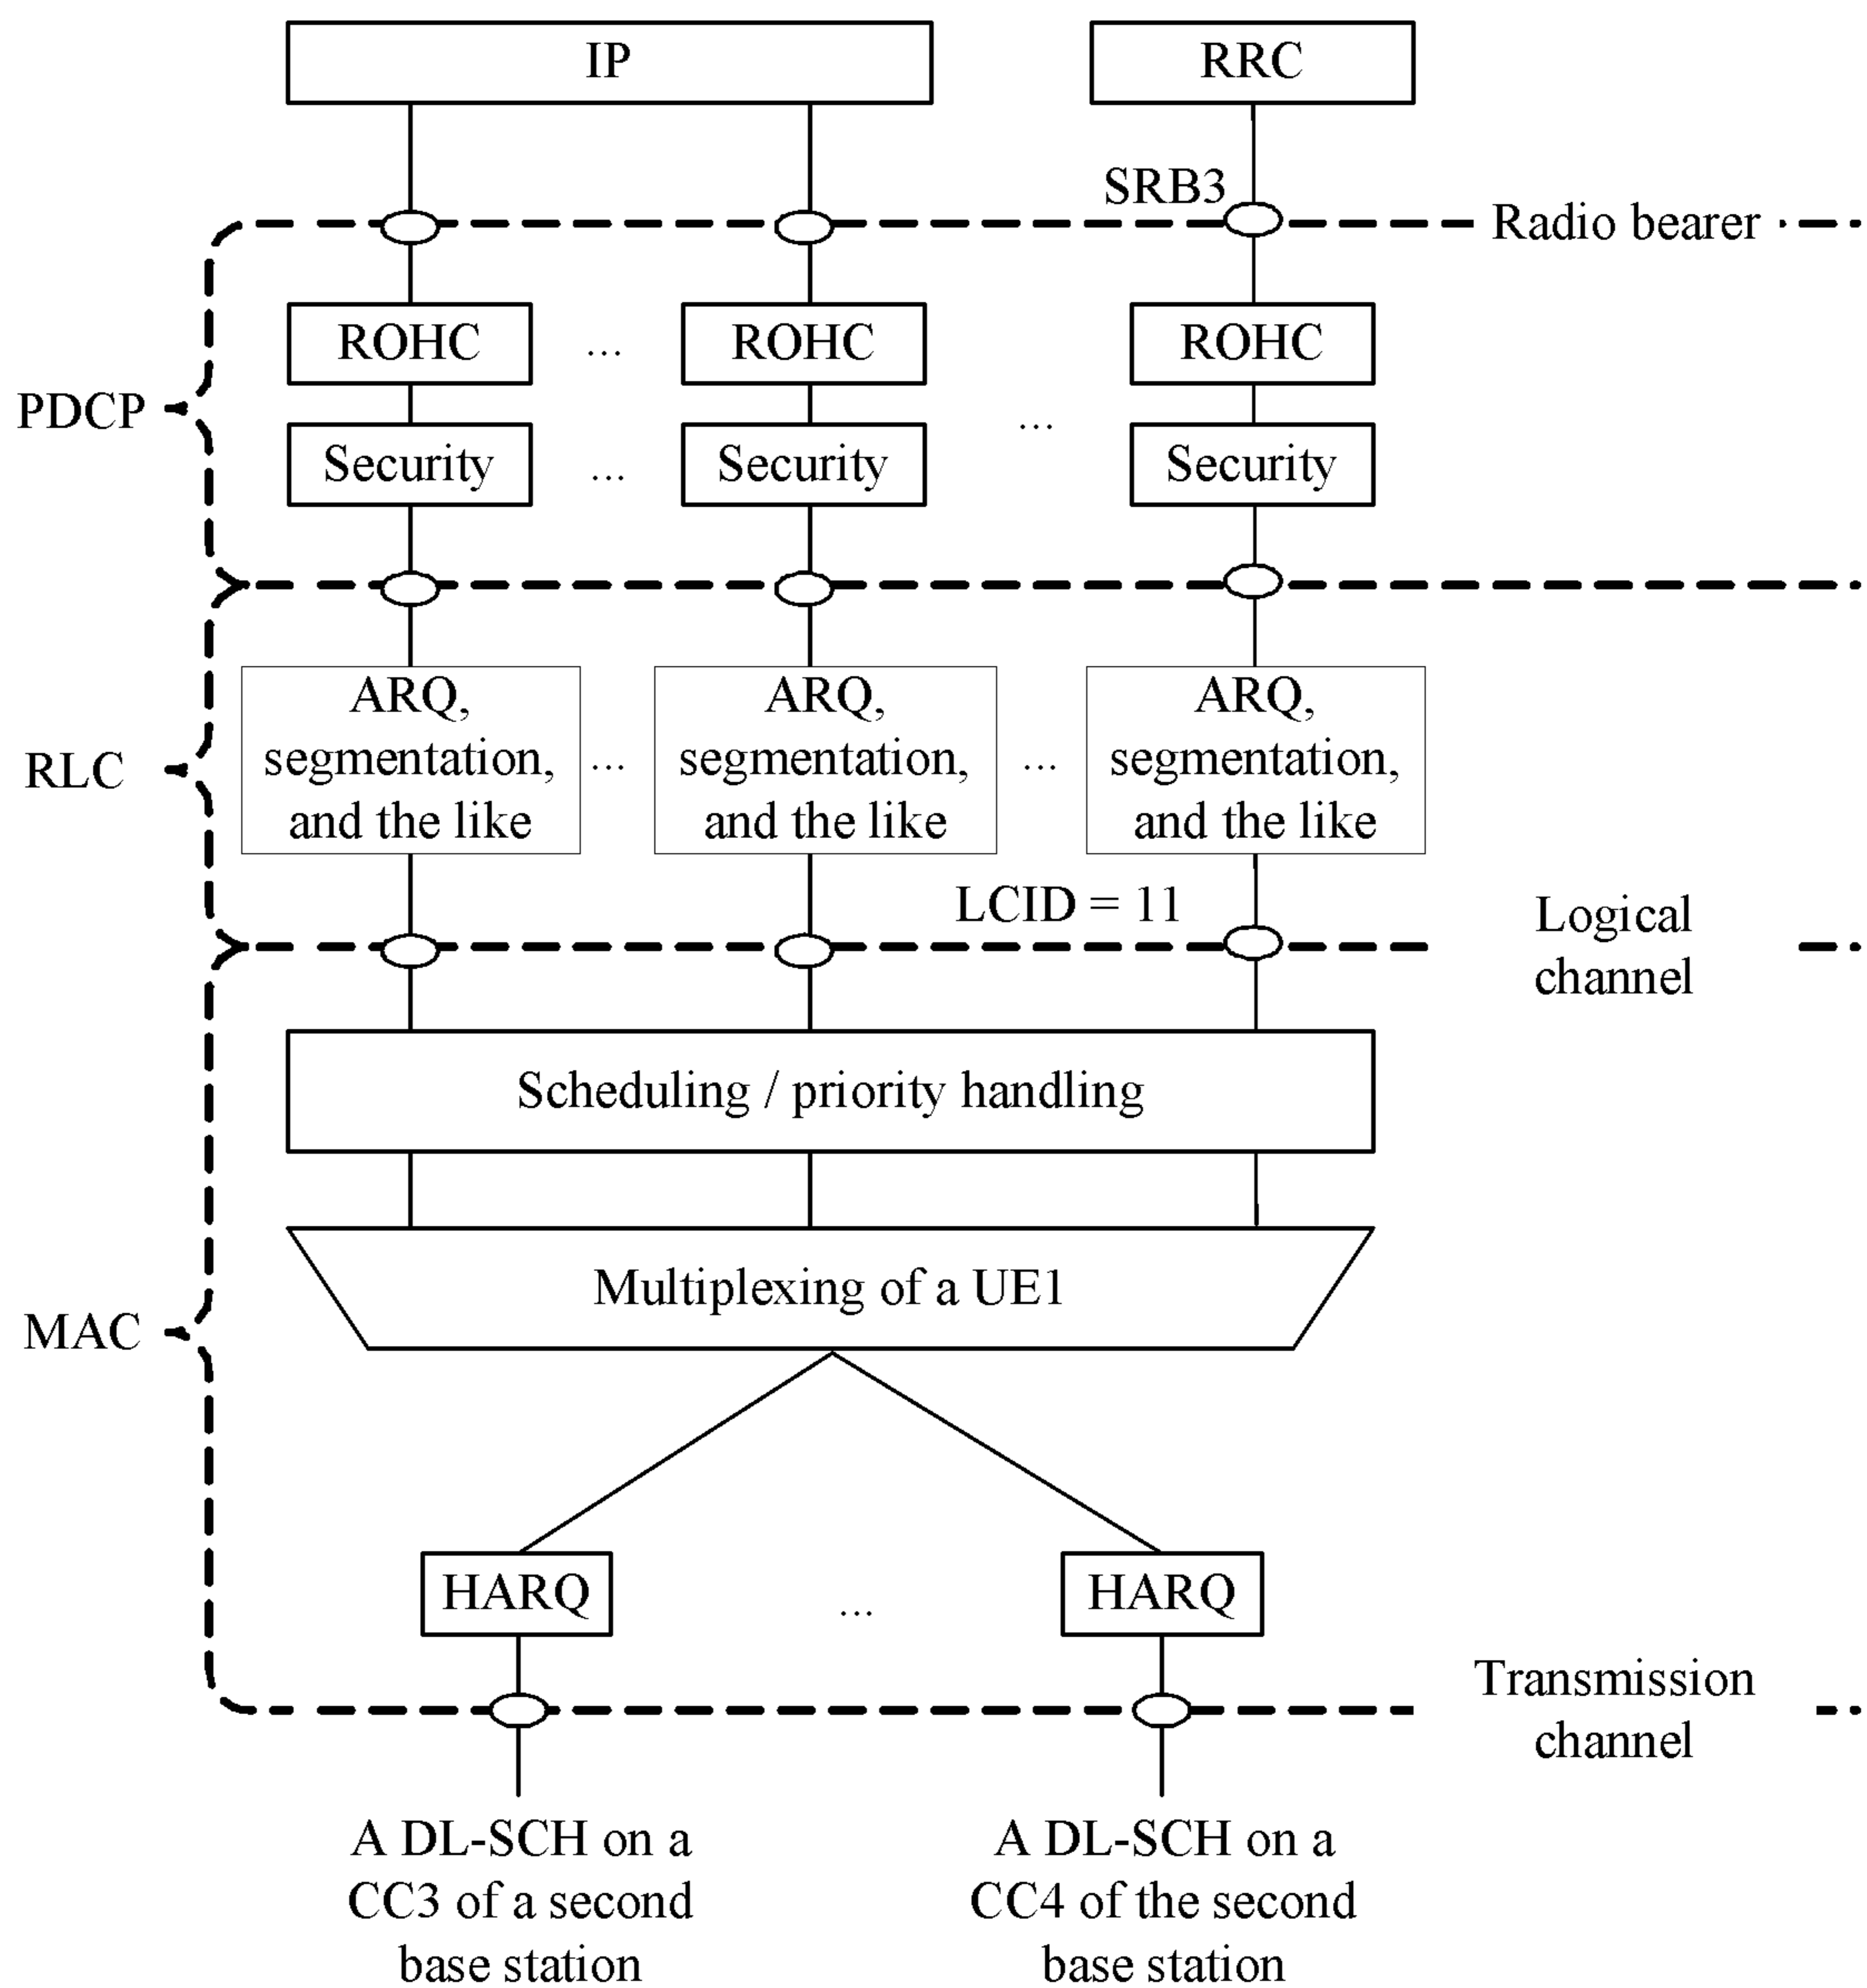 IP
RRC
SRB3
Radio bearer
ROHC
...
ROHC
ROHC
PDCP
...
Security
...
Security
Security
ARQ,
segmentation,
and the like
...
ARQ,
segmentation,
and the like
...
ARQ,
segmentation,
and the like
RLC
LCID = 11
Logical
channel
Scheduling / priority handling
Multiplexing of a UE1
MAC
HARQ
...
HARQ
Transmission
channel
A DL-SCH on a
CC3 of a second
base station
A DL-SCH on a
CC4 of the second
base station